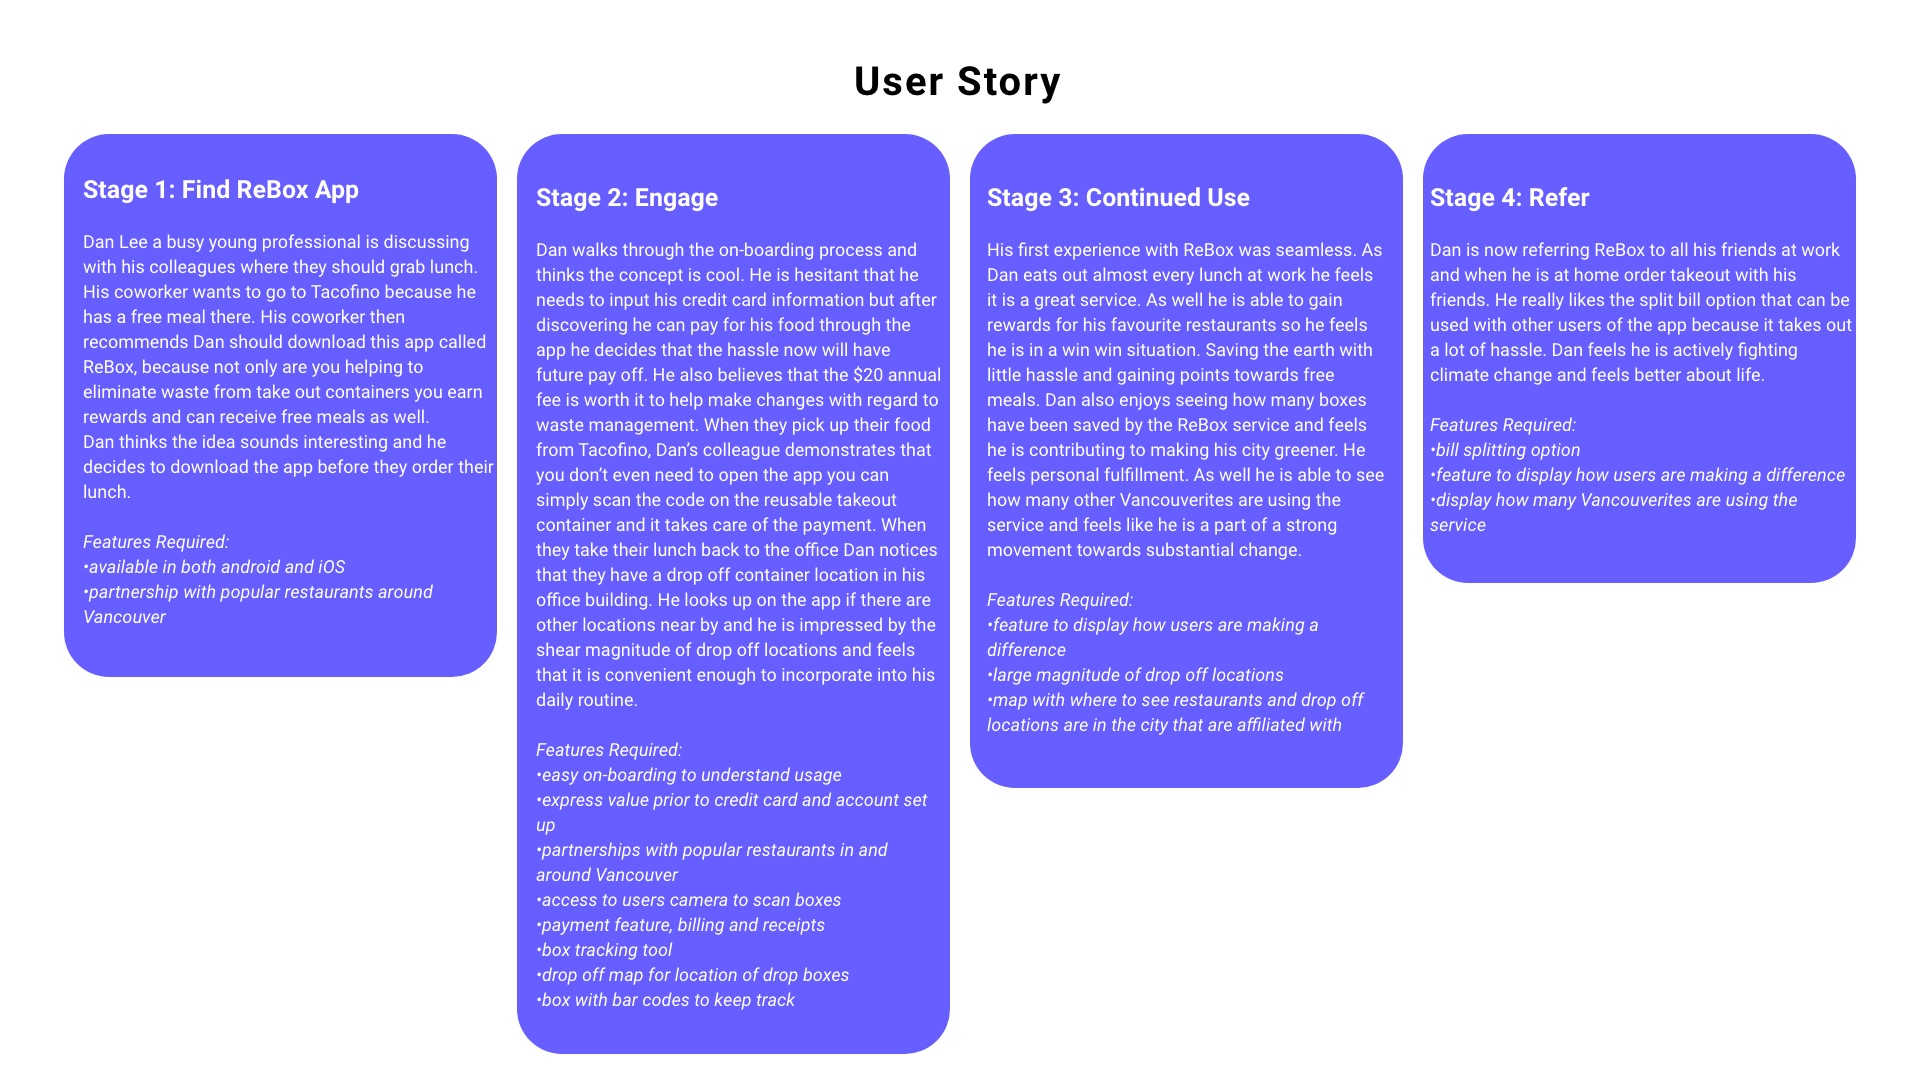 User Story
Stage 1: Find ReBox App
Dan Lee a busy young professional is discussing
with his colleagues where they should grab lunch.
His coworker wants to go to Tacofino because he
has a free meal there. His coworker then
recommends Dan should download this app called
ReBox, because not only are you helping to
eliminate waste from take out containers you earn
rewards and can receive free meals as well.
Dan thinks the idea sounds interesting and he
decides to download the app before they order their
lunch.
Features Required:
•available in both android and iOS
•partnership with popular restaurants around
Vancouver
Stage 2: Engage
Dan walks through the on-boarding process and
thinks the concept is cool. He is hesitant that he
needs to input his credit card information but after
discovering he can pay for his food through the
app he decides that the hassle now will have
future pay off. He also believes that the $20 annual
fee is worth it to help make changes with regard to
waste management. When they pick up their food
from Tacofino, Dan’s colleague demonstrates that
you don’t even need to open the app you can
simply scan the code on the reusable takeout
container and it takes care of the payment. When
they take their lunch back to the office Dan notices
that they have a drop off container location in his
office building. He looks up on the app if there are
other locations near by and he is impressed by the
shear magnitude of drop off locations and feels
that it is convenient enough to incorporate into his
daily routine.
Features Required:
•easy on-boarding to understand usage
•express value prior to credit card and account set
up
•partnerships with popular restaurants in and
around Vancouver
•access to users camera to scan boxes
•payment feature, billing and receipts
•box tracking tool
•drop off map for location of drop boxes
•box with bar codes to keep track
Stage 3: Continued Use
His first experience with ReBox was seamless. As
Dan eats out almost every lunch at work he feels
it is a great service. As well he is able to gain
rewards for his favourite restaurants so he feels
he is in a win win situation. Saving the earth with
little hassle and gaining points towards free
meals. Dan also enjoys seeing how many boxes
have been saved by the ReBox service and feels
he is contributing to making his city greener. He
feels personal fulfillment. As well he is able to see
how many other Vancouverites are using the
service and feels like he is a part of a strong
movement towards substantial change.
Features Required:
•feature to display how users are making a
difference
•large magnitude of drop off locations
•map with where to see restaurants and drop off
locations are in the city that are affiliated with
Stage 4: Refer
Dan is now referring ReBox to all his friends at work
and when he is at home order takeout with his
friends. He really likes the split bill option that can be
used with other users of the app because it takes out
a lot of hassle. Dan feels he is actively fighting
climate change and feels better about life.
Features Required:
•bill splitting option
•feature to display how users are making a difference
•display how many Vancouverites are using the
service